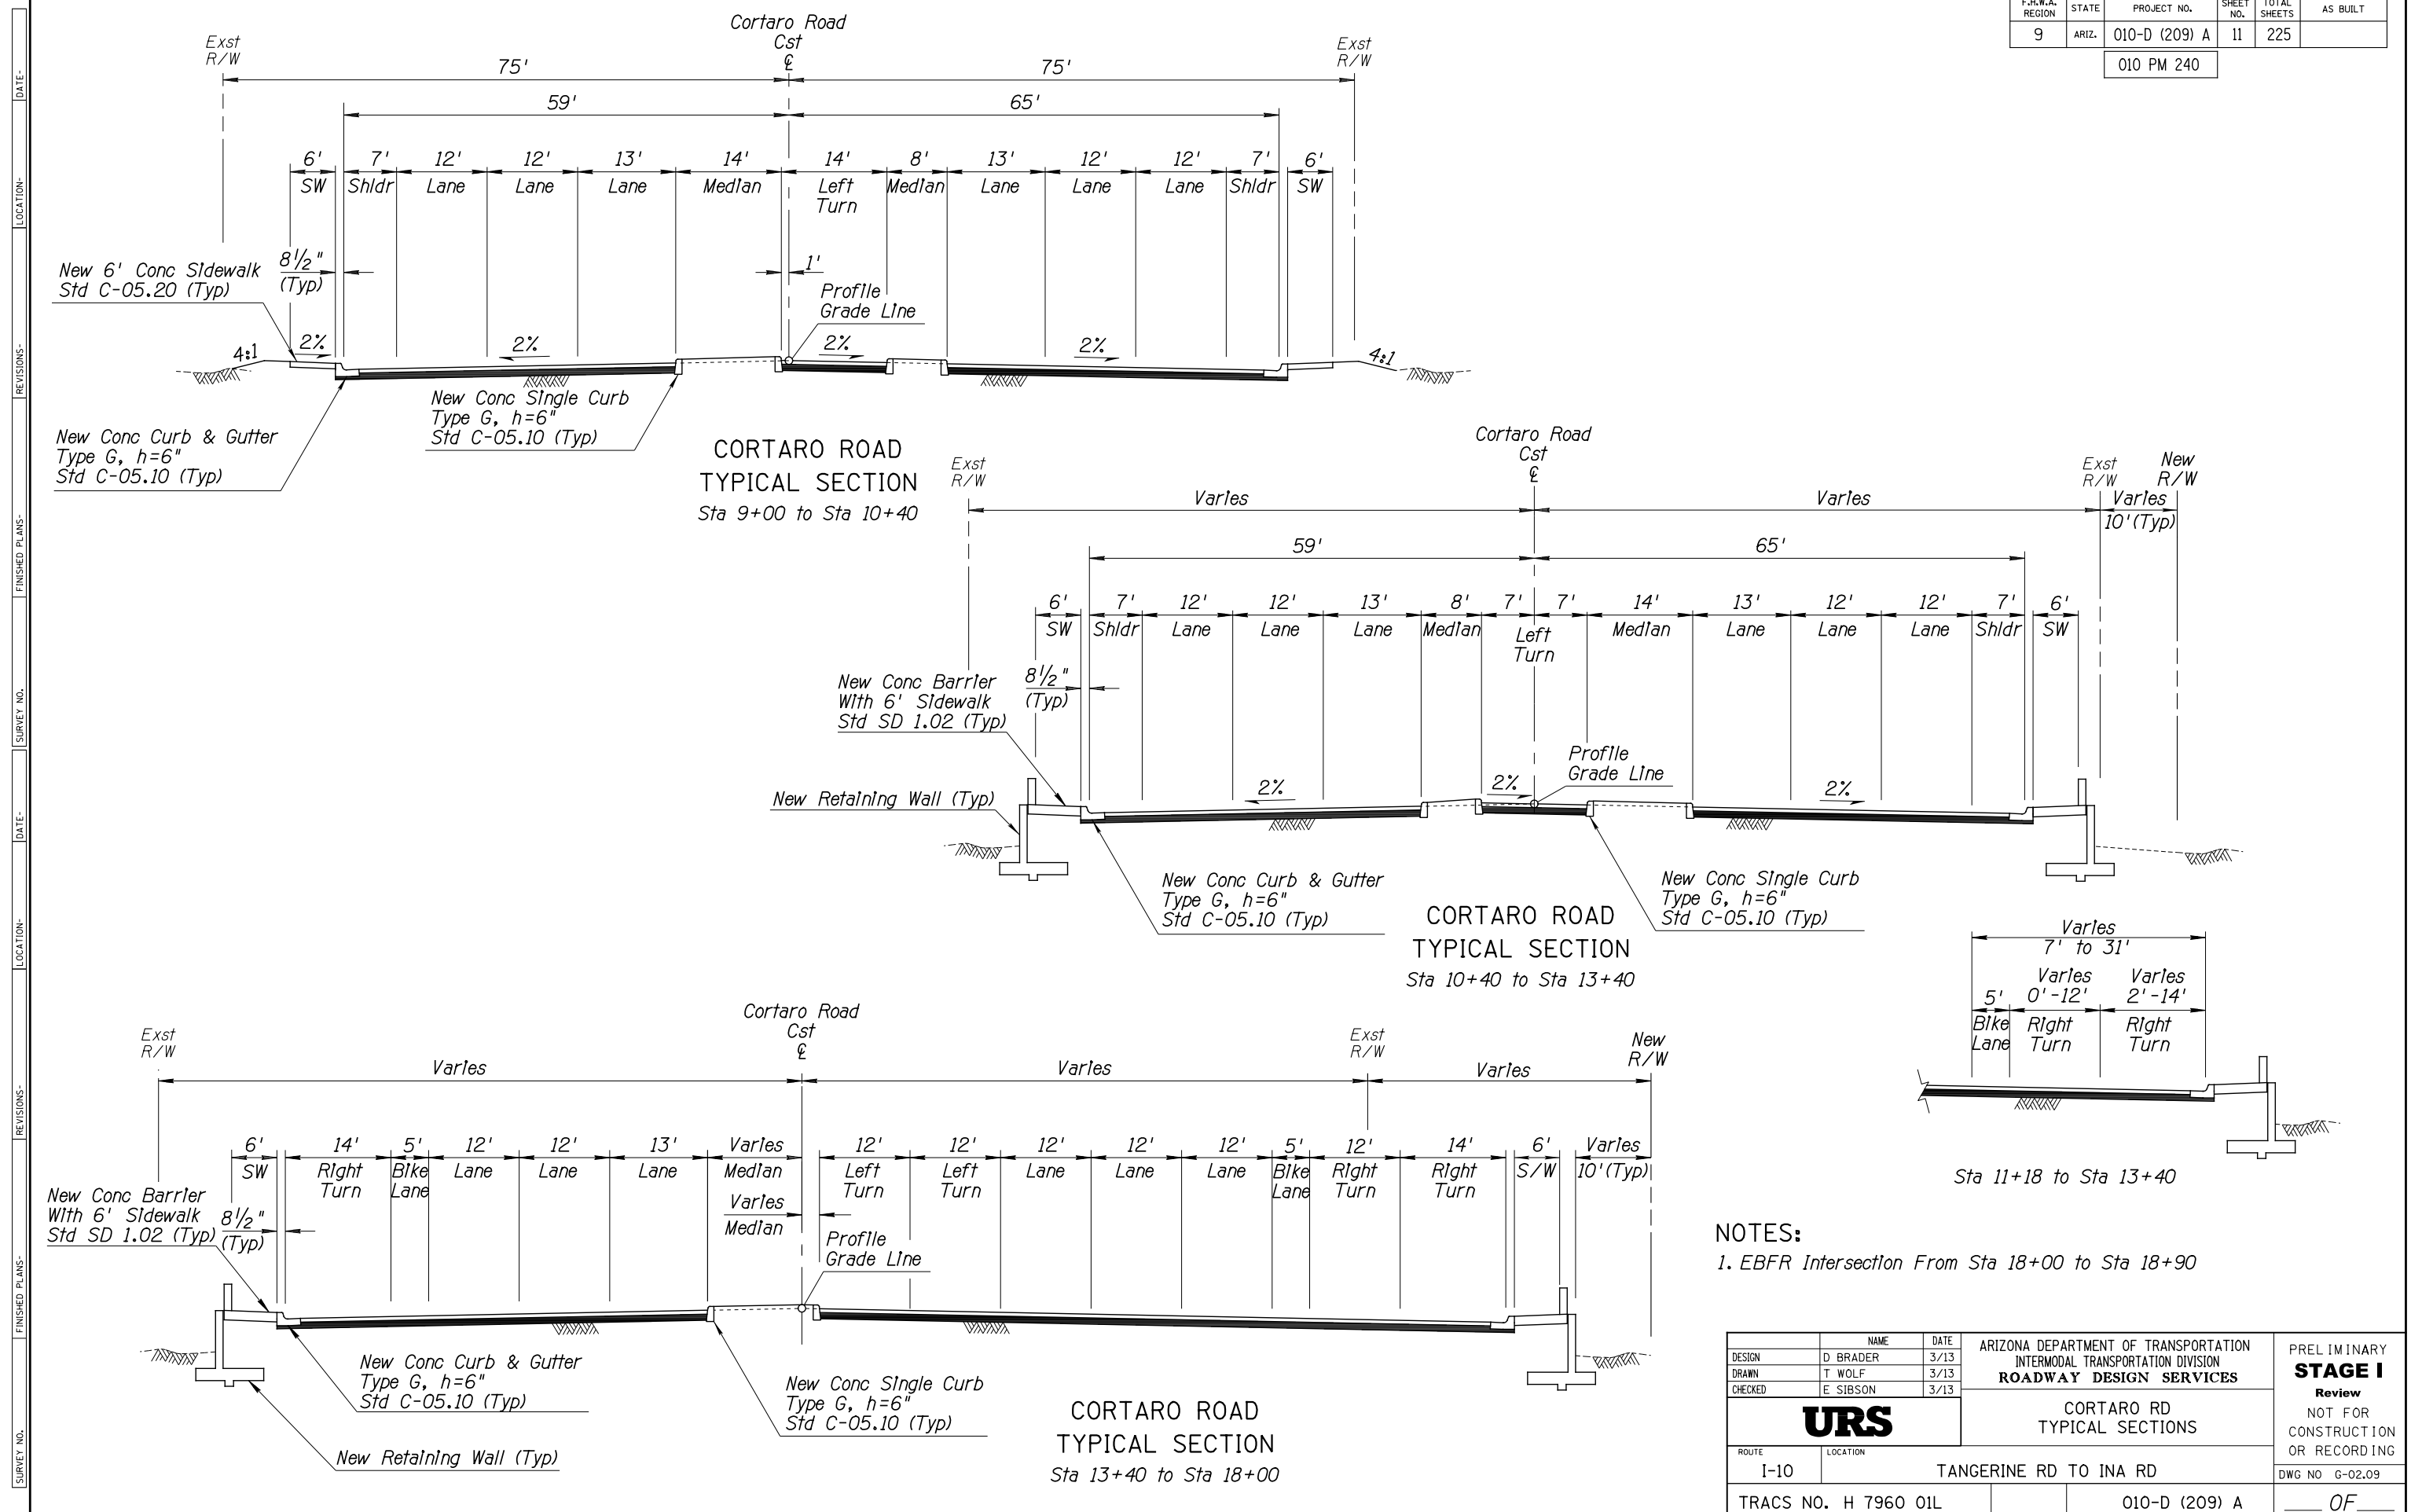 F.H.W.A. REGION
STATE
PROJECT NO.
SHEET NO.
TOTAL SHEETS
AS BUILT
9
ARIZ.
010-D (209) A
11
225
010 PM 240
Cortaro Road
Cst
℄
Exst
R/W
Exst
R/W
75'
75'
59'
65'
6' 7' 12' 12' 13' 14' 14' 8' 13' 12' 12' 7' 6'
SW Shldr Lane Lane Lane Median Left Turn Median Lane Lane Lane Shldr SW
8½"
(Typ)
1'
New 6' Conc Sidewalk
Std C-05.20 (Typ)
Profile
Grade Line
4:1
2%
2%
2%
2%
4:1
New Conc Single Curb
Type G, h=6"
Std C-05.10 (Typ)
New Conc Curb & Gutter
Type G, h=6"
Std C-05.10 (Typ)
CORTARO ROAD
TYPICAL SECTION
Sta 9+00 to Sta 10+40
Cortaro Road
Cst
℄
Exst
R/W
Exst
R/W
New
R/W
Varies
Varies
Varies
10'(Typ)
59'
65'
6' 7' 12' 12' 13' 8' 7' 7' 14' 13' 12' 12' 7' 6'
SW Shldr Lane Lane Lane Median Left Turn Median Lane Lane Lane Shldr SW
8½"
(Typ)
New Conc Barrier
With 6' Sidewalk
Std SD 1.02 (Typ)
Profile
Grade Line
2%
2%
2%
New Retaining Wall (Typ)
New Conc Curb & Gutter
Type G, h=6"
Std C-05.10 (Typ)
New Conc Single Curb
Type G, h=6"
Std C-05.10 (Typ)
CORTARO ROAD
TYPICAL SECTION
Sta 10+40 to Sta 13+40
Varies
7' to 31'
Varies
Varies
5' 0'-12' 2'-14'
Bike Lane
Right Turn
Right Turn
Sta 11+18 to Sta 13+40
Cortaro Road
Cst
℄
Exst
R/W
Exst
R/W
New
R/W
Varies
Varies
Varies
6' 14' 5' 12' 12' 13' Varies 12' 12' 12' 12' 12' 5' 12' 14' 6' Varies
SW Right Turn Bike Lane Lane Lane Lane Median Left Turn Left Turn Lane Lane Lane Bike Lane Right Turn Right Turn S/W 10'(Typ)
Varies
Median
New Conc Barrier
With 6' Sidewalk
Std SD 1.02 (Typ)
8½"
(Typ)
Profile
Grade Line
New Conc Curb & Gutter
Type G, h=6"
Std C-05.10 (Typ)
New Conc Single Curb
Type G, h=6"
Std C-05.10 (Typ)
New Retaining Wall (Typ)
CORTARO ROAD
TYPICAL SECTION
Sta 13+40 to Sta 18+00
NOTES:
1. EBFR Intersection From Sta 18+00 to Sta 18+90
NAME DATE
DESIGN D BRADER 3/13
DRAWN T WOLF 3/13
CHECKED E SIBSON 3/13
ARIZONA DEPARTMENT OF TRANSPORTATION
INTERMODAL TRANSPORTATION DIVISION
ROADWAY DESIGN SERVICES
URS
CORTARO RD
TYPICAL SECTIONS
PRELIMINARY
STAGE I
Review
NOT FOR
CONSTRUCTION
OR RECORDING
ROUTE
I-10
LOCATION
TANGERINE RD TO INA RD
DWG NO G-02.09
TRACS NO. H 7960 01L
010-D (209) A
OF
DATE-
LOCATION-
REVISIONS-
FINISHED PLANS-
SURVEY NO.
DATE-
LOCATION-
REVISIONS-
FINISHED PLANS-
SURVEY NO.